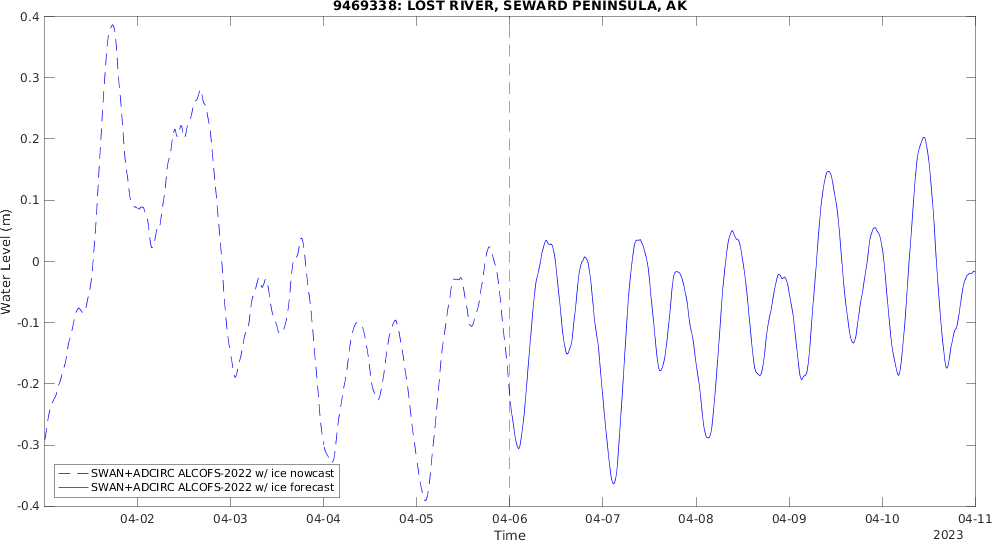 9469338: LOST RIVER, SEWARD PENINSULA, AK
0.4
0.3
0.2
0.1
0
-0.1
-0.2
-0.3
-0.4
Water Level (m)
SWAN+ADCIRC ALCOFS-2022 w/ ice nowcast
SWAN+ADCIRC ALCOFS-2022 w/ ice forecast
04-02 04-03 04-04 04-05 04-06 04-07 04-08 04-09 04-10 04-11
Time
2023